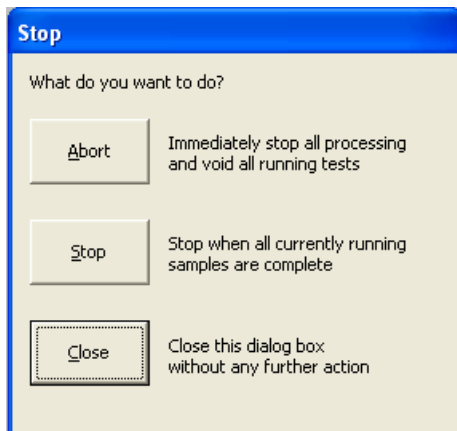 Stop
What do you want to do?
Abort
Immediately stop all processing
and void all running tests
Stop
Stop when all currently running
samples are complete
Close
Close this dialog box
without any further action